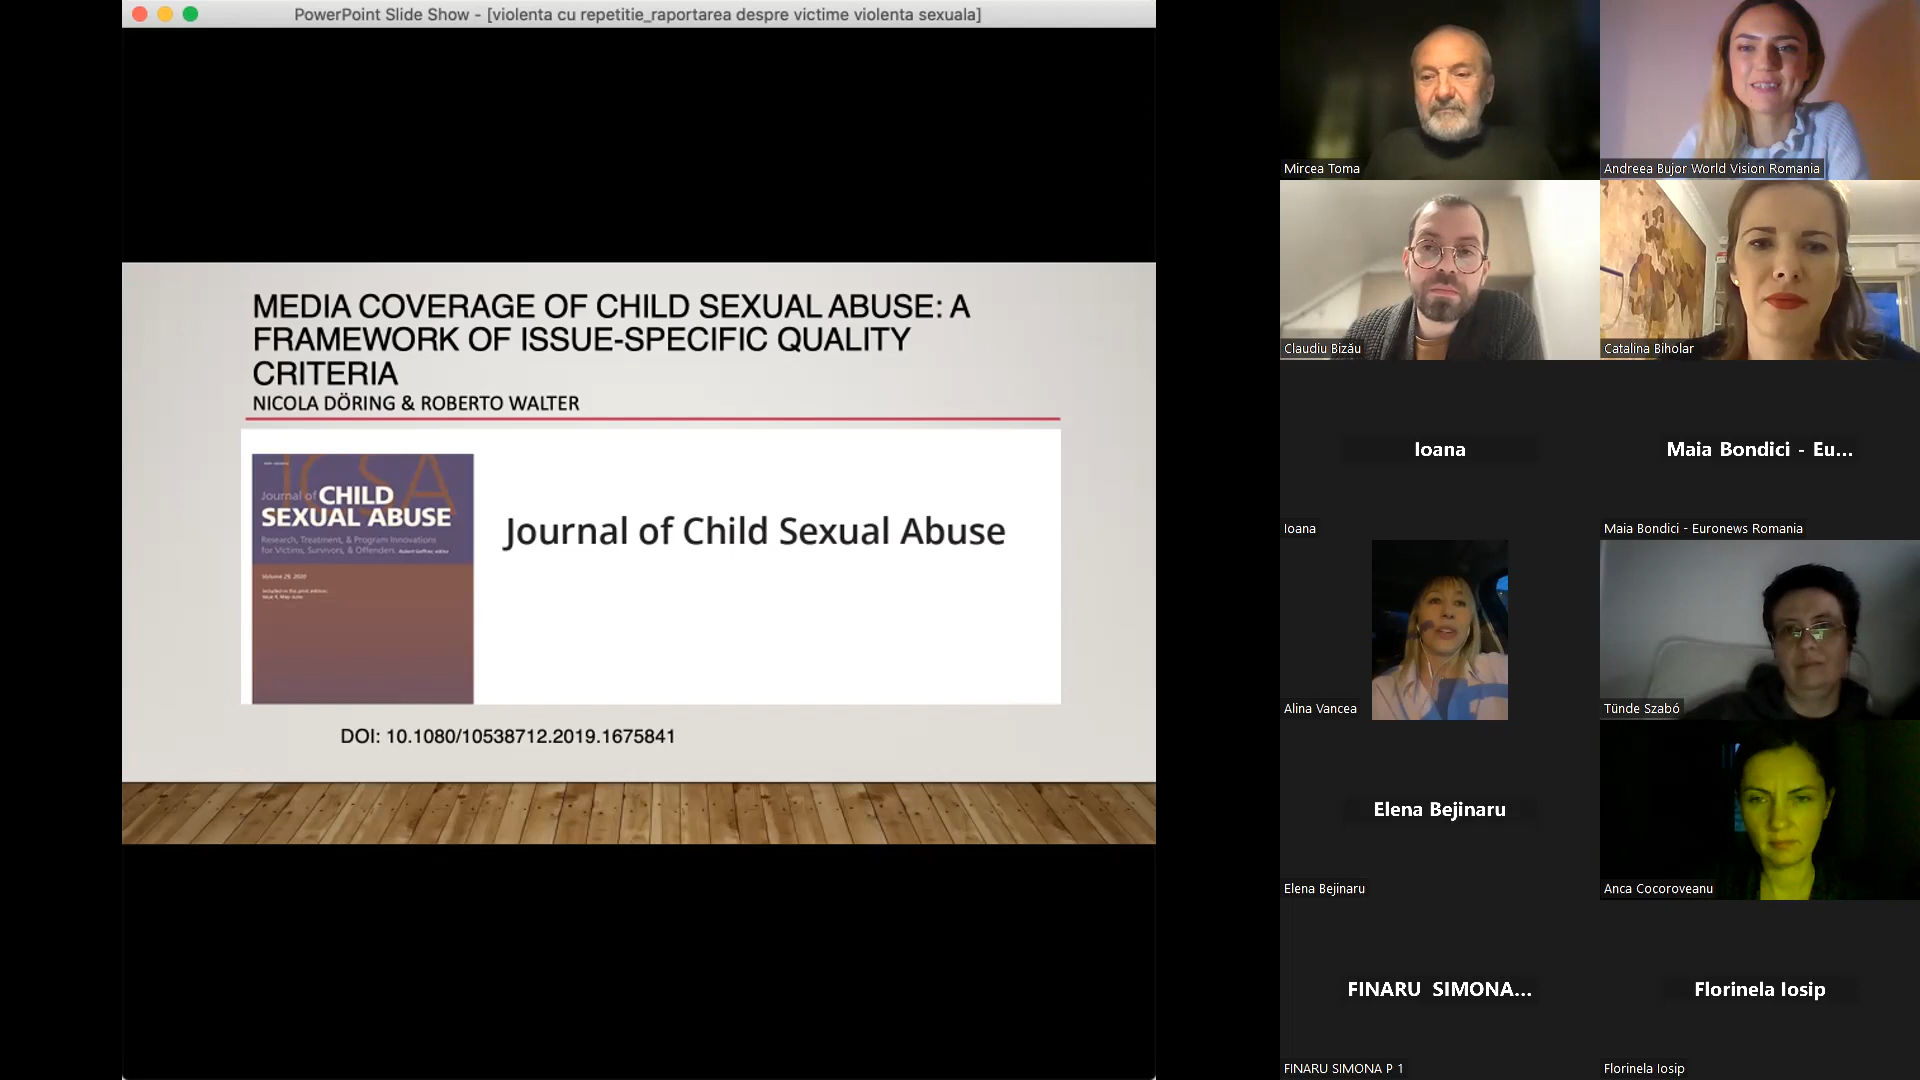 PowerPoint Slide Show - [violenta cu repetitie_raportarea despre victime violenta sexuala]
MEDIA COVERAGE OF CHILD SEXUAL ABUSE: A
FRAMEWORK OF ISSUE-SPECIFIC QUALITY
CRITERIA
NICOLA DÖRING & ROBERTO WALTER
JCSA
Journal of CHILD
SEXUAL ABUSE
Research, Treatment, & Program Innovations
for Victims, Survivors, & Offenders
Volume 29, 2020
Journal of Child Sexual Abuse
DOI: 10.1080/10538712.2019.1675841
Mircea Toma
Andreea Bujor World Vision Romania
Claudiu Bizău
Catalina Biholar
Ioana
Ioana
Maia Bondici - Eu...
Maia Bondici - Euronews Romania
Alina Vancea
Tünde Szabó
Elena Bejinaru
Elena Bejinaru
Anca Cocoroveanu
FINARU SIMONA...
FINARU SIMONA P 1
Florinela Iosip
Florinela Iosip